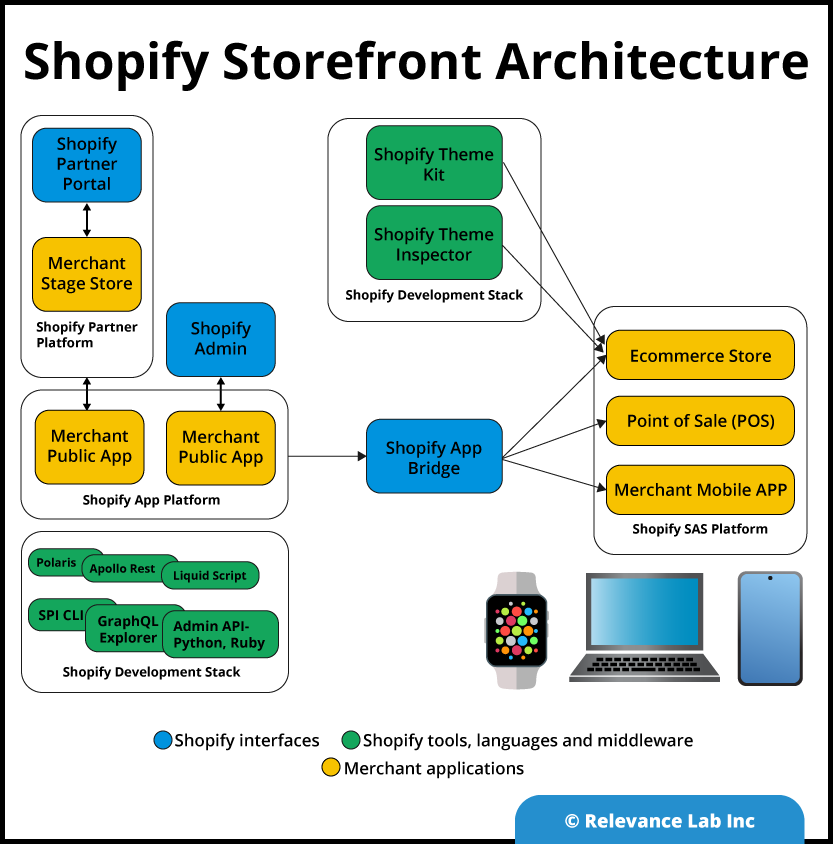 Shopify Storefront Architecture
Shopify
Partner
Portal
Merchant
Stage Store
Shopify Partner
Platform
Shopify Theme
Kit
Shopify Theme
Inspector
Shopify Development Stack
Shopify
Admin
Merchant
Public App
Merchant
Public App
Shopify App Platform
Shopify App
Bridge
Ecommerce Store
Point of Sale (POS)
Merchant Mobile APP
Shopify SAS Platform
Polaris
Apollo Rest
Liquid Script
SPI CLI
GraphQL
Explorer
Admin API-
Python, Ruby
Shopify Development Stack
Shopify interfaces
Shopify tools, languages and middleware
Merchant applications
© Relevance Lab Inc